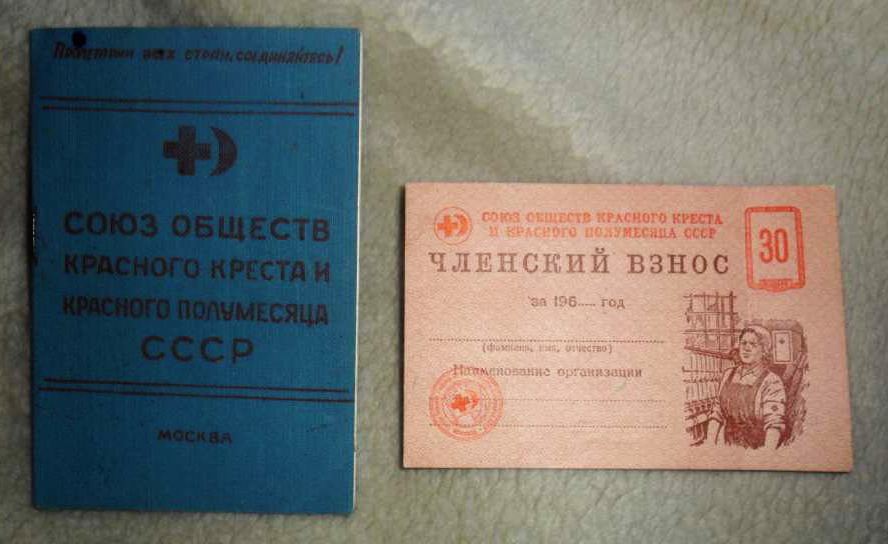 Пролетарии всех стран, соединяйтесь!
СОЮЗ ОБЩЕСТВ
КРАСНОГО КРЕСТА И
КРАСНОГО ПОЛУМЕСЯЦА
СССР
МОСКВА
СОЮЗ ОБЩЕСТВ КРАСНОГО КРЕСТА
И КРАСНОГО ПОЛУМЕСЯЦА СССР
30
ЧЛЕНСКИЙ ВЗНОС
за 196..... год
(фамилия, имя, отчество)
Наименование организации